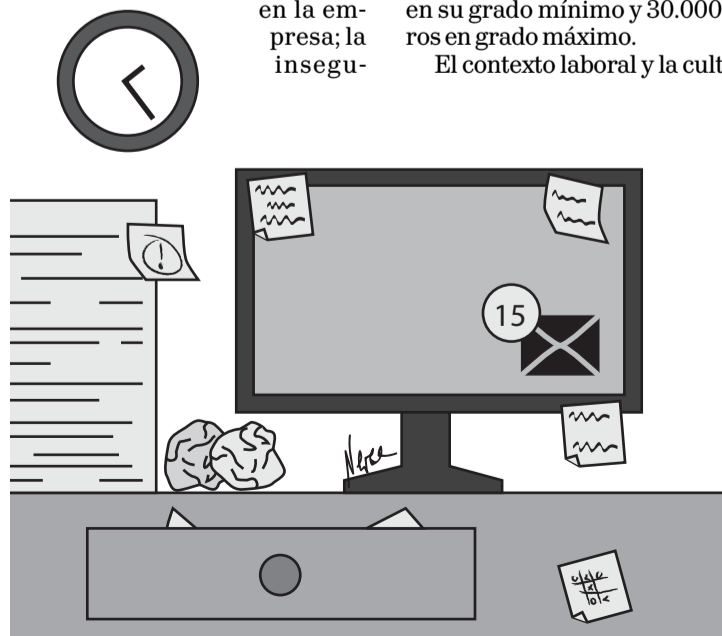 en la em-
presa; la
insegu-
en su grado mínimo y 30.000
ros en grado máximo.
El contexto laboral y la cult
!
15